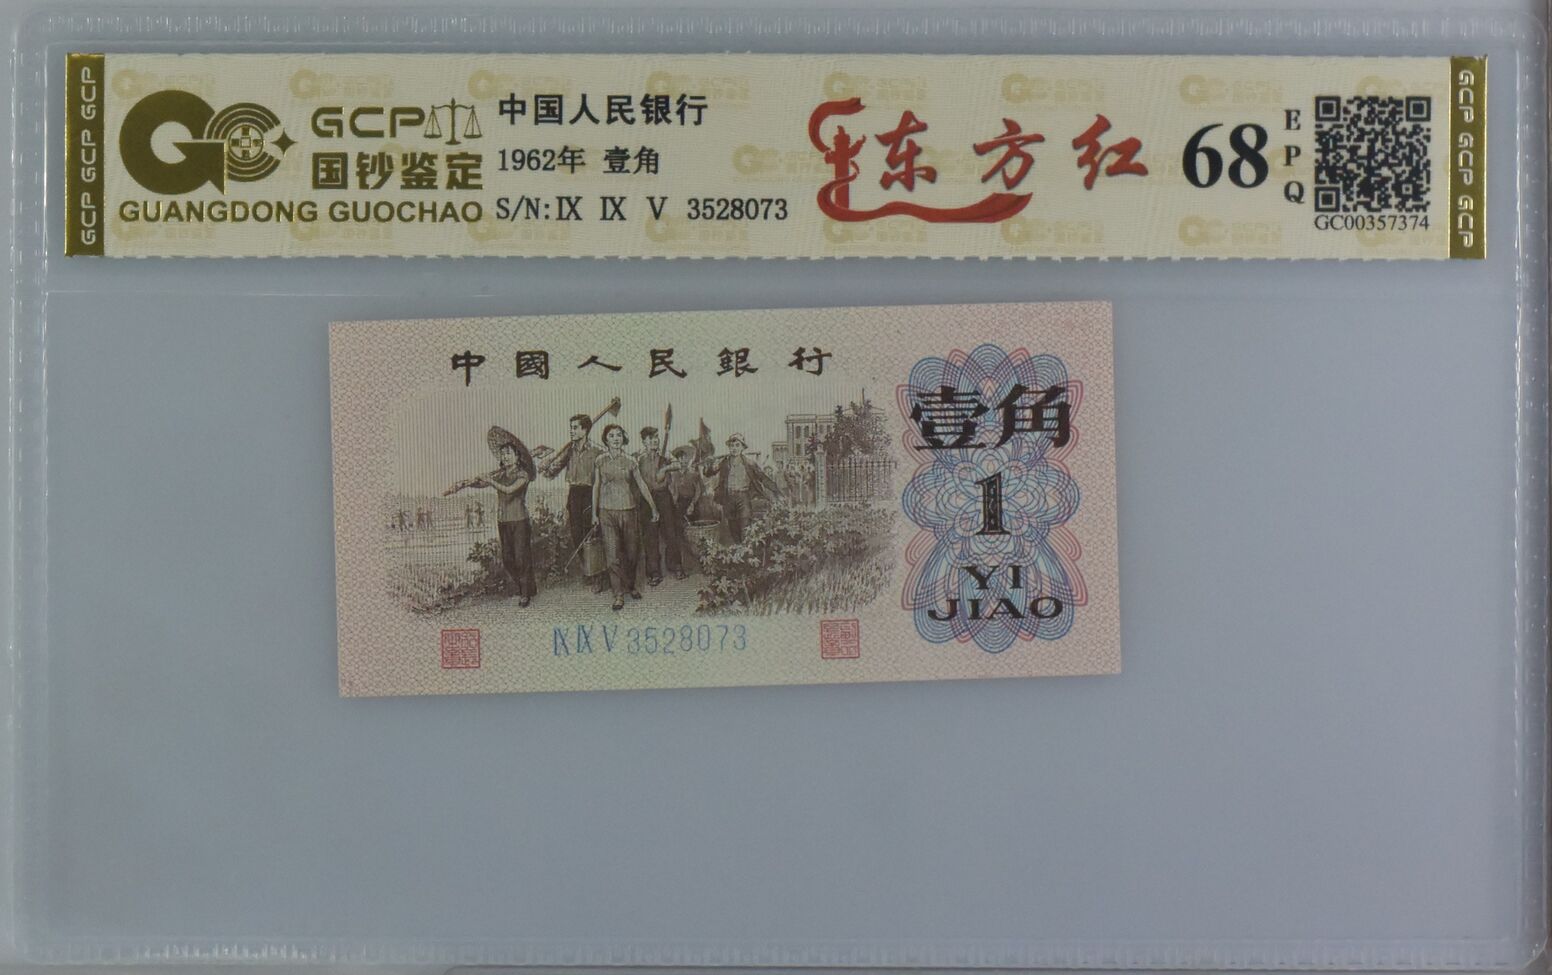 GCP GCP GCP
GCP
国钞鉴定
GUANGDONG GUOCHAO
中国人民银行
1962年 壹角
S/N:Ⅸ Ⅸ Ⅴ 3528073
东方红
68
EPQ
GC00357374
GCP GCP GCP
中國人民銀行
壹角
1
YI
JIAO
ⅨⅨⅤ3528073